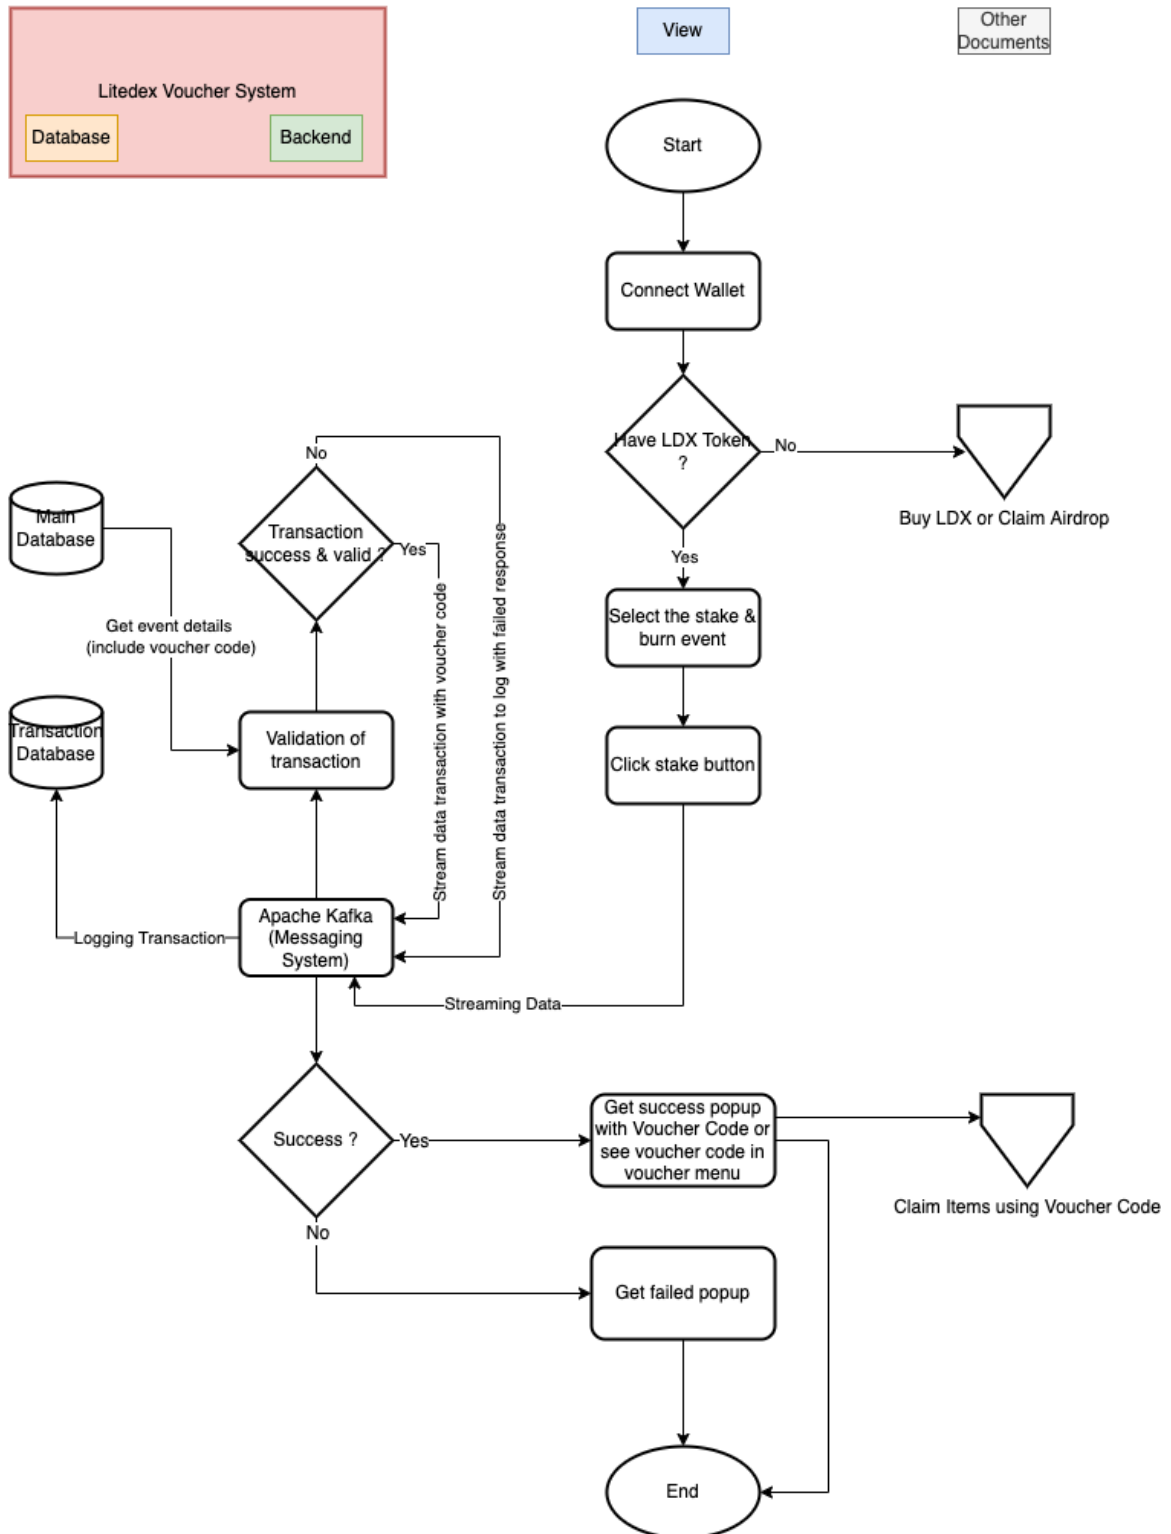 View
Other
Documents
Litedex Voucher System
Database
Backend
Start
Connect Wallet
Have LDX Token
?
No
Buy LDX or Claim Airdrop
Yes
Select the stake &
burn event
Click stake button
No
Transaction
success & valid ?
Yes
Main
Database
Get event details
(include voucher code)
Stream data transaction with voucher code
Stream data transaction to log with failed response
Transaction
Database
Validation of
transaction
Apache Kafka
(Messaging
System)
Logging Transaction
Streaming Data
Success ?
Yes
Get success popup
with Voucher Code or
see voucher code in
voucher menu
Claim Items using Voucher Code
No
Get failed popup
End